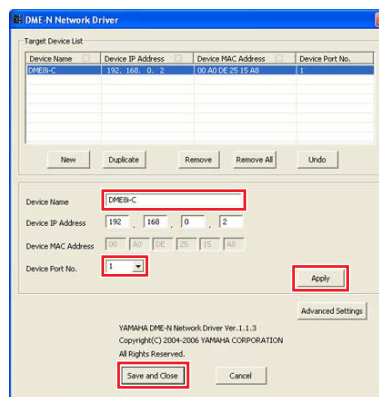 DME-N Network Driver
Target Device List
Device Name Device IP Address Device MAC Address Device Port No.
DME8i-C 192. 168. 0. 2 00 A0 DE 25 15 A8 1
New Duplicate Remove Remove All Undo
Device Name DME8i-C
Device IP Address 192 . 168 . 0 . 2
Device MAC Address 00 A0 DE 25 15 A8
Device Port No. 1
Apply
Advanced Settings
YAMAHA DME-N Network Driver Ver.1.1.3
Copyright(C) 2004-2006 YAMAHA CORPORATION
All Rights Reserved.
Save and Close Cancel